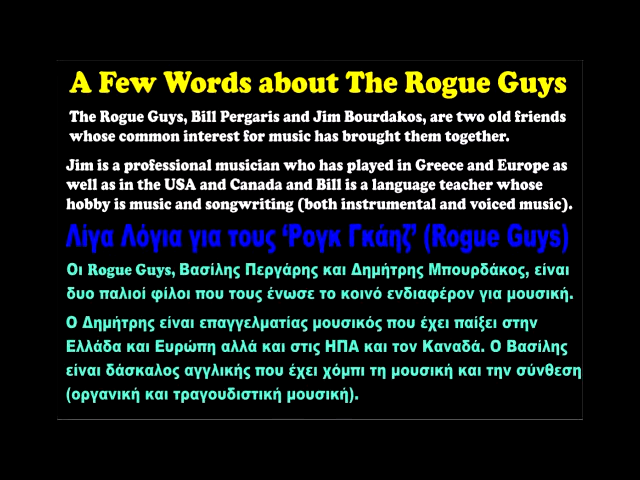 A Few Words about The Rogue Guys
The Rogue Guys, Bill Pergaris and Jim Bourdakos, are two old friends
whose common interest for music has brought them together.
Jim is a professional musician who has played in Greece and Europe as
well as in the USA and Canada and Bill is a language teacher whose
hobby is music and songwriting (both instrumental and voiced music).
Λίγα Λόγια για τους ‘Ρογκ Γκάηζ’ (Rogue Guys)
Οι Rogue Guys, Βασίλης Περγάρης και Δημήτρης Μπουρδάκος, είναι
δυο παλιοί φίλοι που τους ένωσε το κοινό ενδιαφέρον για μουσική.
Ο Δημήτρης είναι επαγγελματίας μουσικός που έχει παίξει στην
Ελλάδα και Ευρώπη αλλά και στις ΗΠΑ και τον Καναδά. Ο Βασίλης
είναι δάσκαλος αγγλικής που έχει χόμπι τη μουσική και την σύνθεση
(οργανική και τραγουδιστική μουσική).